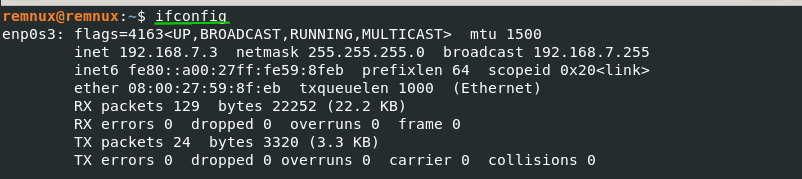 remnux@remnux:~$ ifconfig
enp0s3: flags=4163<UP,BROADCAST,RUNNING,MULTICAST>  mtu 1500
        inet 192.168.7.3  netmask 255.255.255.0  broadcast 192.168.7.255
        inet6 fe80::a00:27ff:fe59:8feb  prefixlen 64  scopeid 0x20<link>
        ether 08:00:27:59:8f:eb  txqueuelen 1000  (Ethernet)
        RX packets 129  bytes 22252 (22.2 KB)
        RX errors 0  dropped 0  overruns 0  frame 0
        TX packets 24  bytes 3320 (3.3 KB)
        TX errors 0  dropped 0 overruns 0  carrier 0  collisions 0